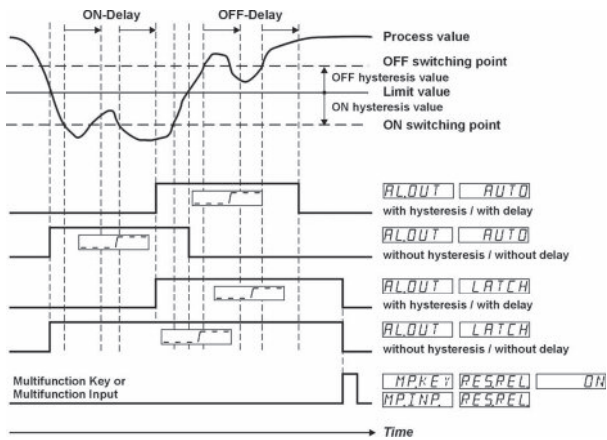 ON-Delay OFF-Delay
Process value
OFF switching point
OFF hysteresis value
Limit value
ON hysteresis value
ON switching point
AL.OUT AUTO
with hysteresis / with delay
AL.OUT AUTO
without hysteresis / without delay
AL.OUT LATCH
with hysteresis / with delay
AL.OUT LATCH
without hysteresis / without delay
Multifunction Key or
Multifunction Input
MP.KEY RES.REL. ON
MP.INP. RES.REL.
Time